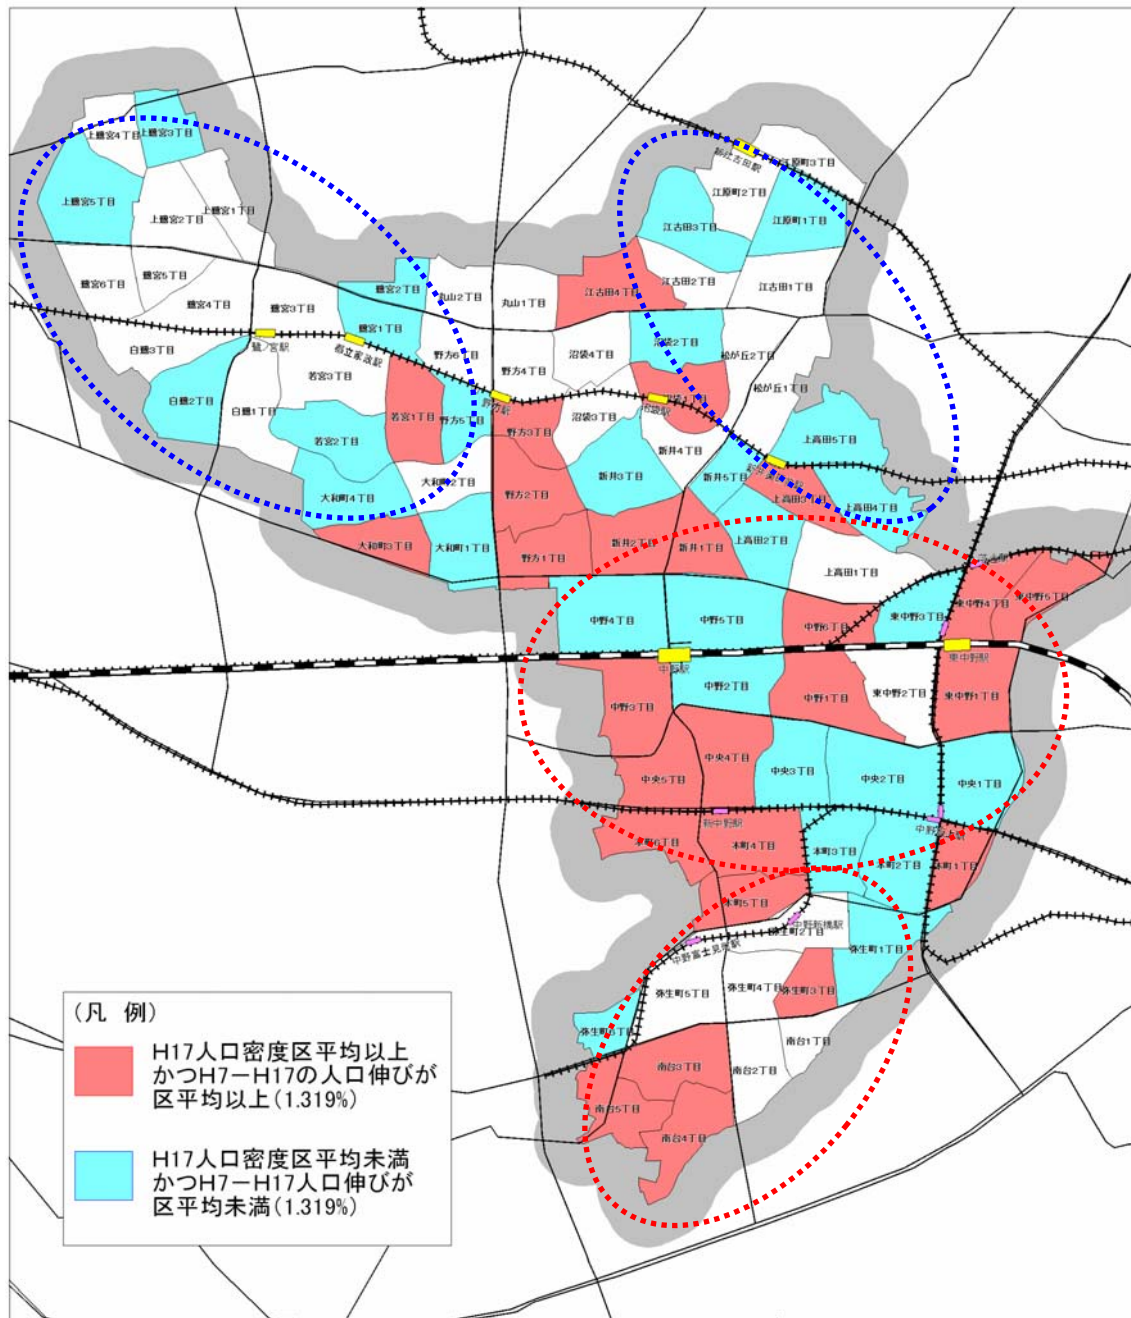 上鷺宮4丁目
上鷺宮3丁目
上鷺宮5丁目
上鷺宮2丁目
上鷺宮1丁目
鷺宮6丁目
鷺宮5丁目
鷺宮4丁目
鷺宮3丁目
鷺宮2丁目
鷺宮1丁目
白鷺3丁目
鷺ノ宮駅
都立家政駅
白鷺2丁目
白鷺1丁目
若宮3丁目
若宮2丁目
若宮1丁目
丸山2丁目
丸山1丁目
野方6丁目
野方5丁目
野方4丁目
野方駅
野方3丁目
野方2丁目
野方1丁目
大和町4丁目
大和町2丁目
大和町3丁目
大和町1丁目
新江古田駅
江原町3丁目
江原町2丁目
江原町1丁目
江古田3丁目
江古田2丁目
江古田1丁目
江古田4丁目
沼袋4丁目
沼袋2丁目
沼袋1丁目
沼袋駅
沼袋3丁目
松が丘2丁目
松が丘1丁目
新井4丁目
新井3丁目
新井5丁目
新井2丁目
新井1丁目
上高田5丁目
上高田3丁目
上高田4丁目
上高田2丁目
上高田1丁目
中野4丁目
中野5丁目
中野6丁目
東中野3丁目
東中野4丁目
東中野5丁目
中野駅
東中野駅
中野3丁目
中野2丁目
中野1丁目
東中野2丁目
東中野1丁目
中央5丁目
中央4丁目
中央3丁目
中央2丁目
中央1丁目
新中野駅
本町6丁目
本町4丁目
本町3丁目
本町2丁目
本町1丁目
本町5丁目
中野新橋駅
弥生町2丁目
弥生町1丁目
中野富士見町駅
弥生町5丁目
弥生町4丁目
弥生町3丁目
弥生町6丁目
南台1丁目
南台3丁目
南台2丁目
南台5丁目
南台4丁目
(凡 例)
H17人口密度区平均以上
かつH7－H17の人口伸びが
区平均以上(1.319%)
H17人口密度区平均未満
かつH7－H17人口伸びが
区平均未満(1.319%)